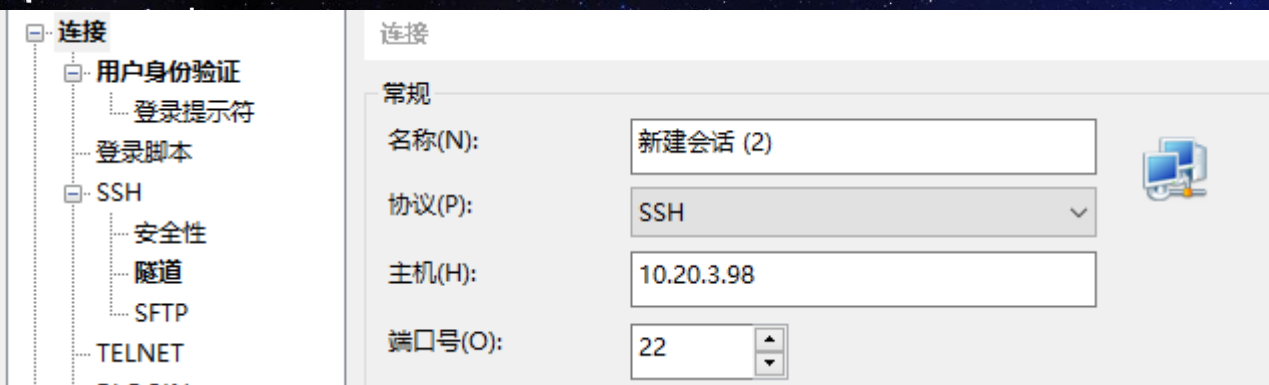 连接
用户身份验证
登录提示符
登录脚本
SSH
安全性
隧道
SFTP
TELNET
连接
常规
名称(N):
新建会话 (2)
协议(P):
SSH
主机(H):
10.20.3.98
端口号(O):
22